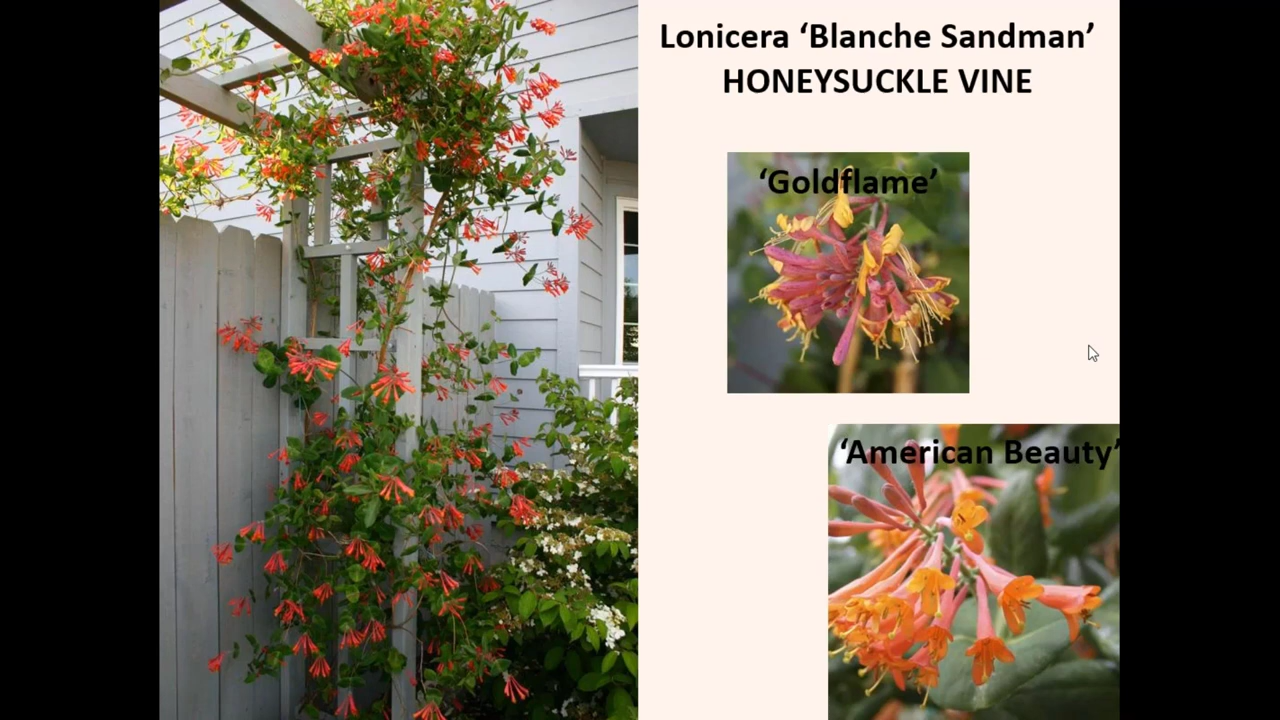 Lonicera ‘Blanche Sandman’
HONEYSUCKLE VINE
‘Goldflame’
‘American Beauty’